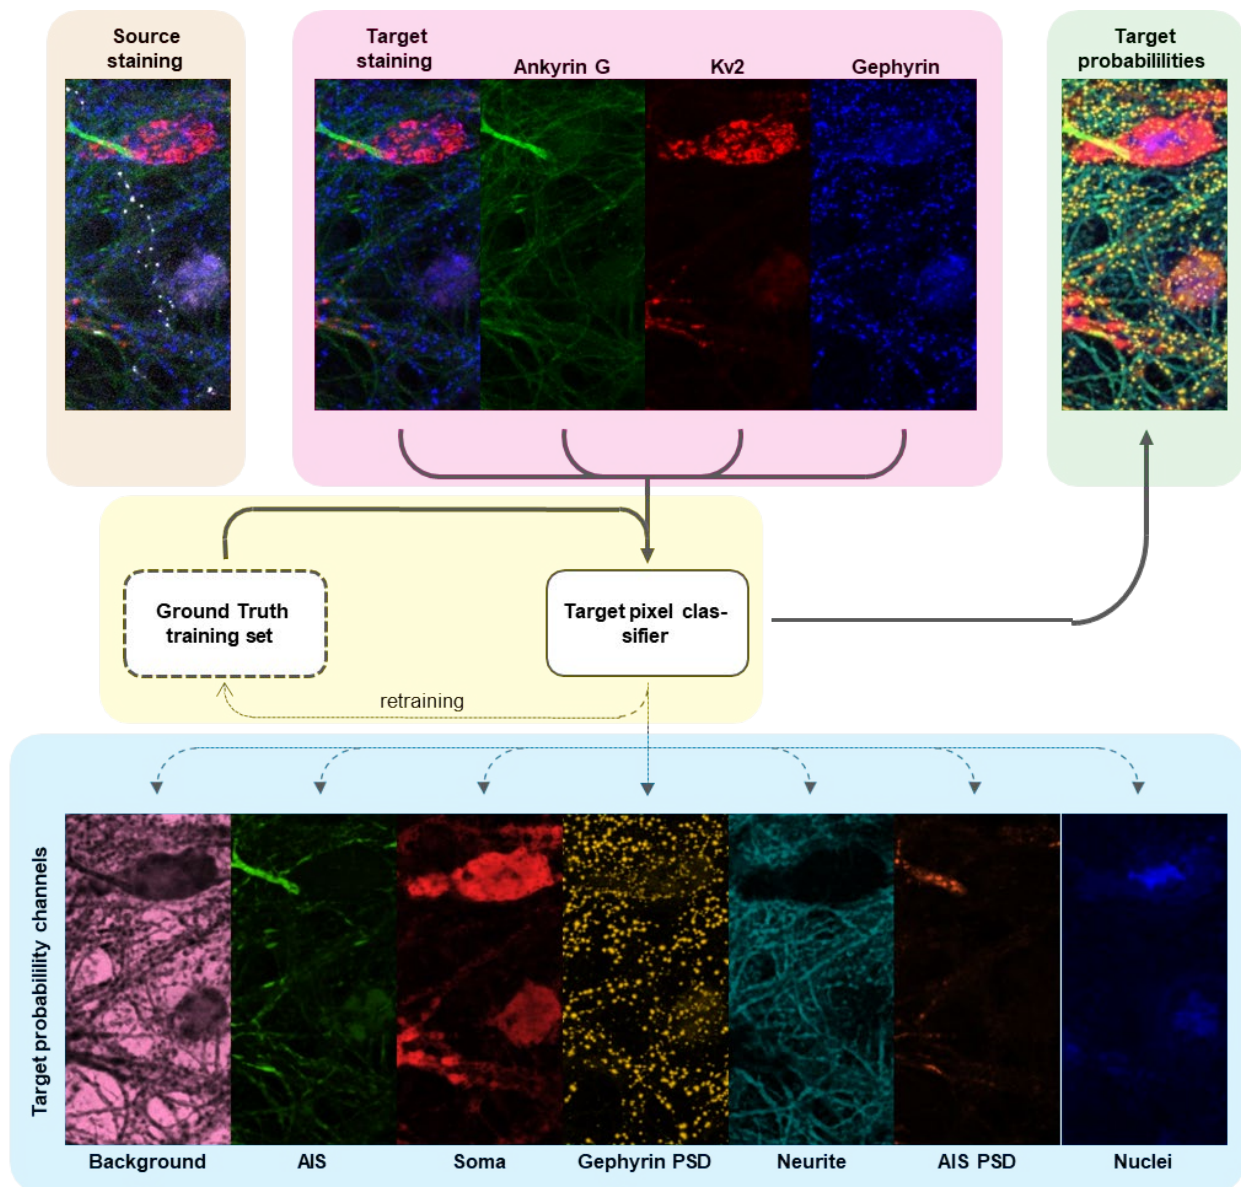 Source
staining
Target
staining
Ankyrin G
Kv2
Gephyrin
Target
probabililities
Ground Truth
training set
Target pixel clas-
sifier
retraining
Target probability channels
Background
AIS
Soma
Gephyrin PSD
Neurite
AIS PSD
Nuclei